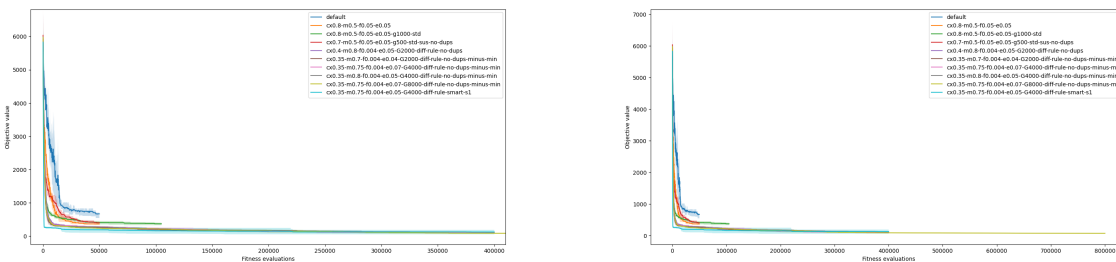 6000
5000
4000
3000
2000
1000
0
Objective value
0
50000
100000
150000
200000
250000
300000
350000
400000
Fitness evaluations
default
cx0.8-m0.5-f0.05-e0.05
cx0.8-m0.5-f0.05-e0.05-g1000-std
cx0.7-m0.5-f0.05-e0.05-g500-std-sus-no-dups
cx0.4-m0.8-f0.004-e0.05-G2000-diff-rule-no-dups
cx0.35-m0.7-f0.004-e0.04-G2000-diff-rule-no-dups-minus-min
cx0.35-m0.75-f0.004-e0.07-G4000-diff-rule-no-dups-minus-min
cx0.35-m0.8-f0.004-e0.05-G4000-diff-rule-no-dups-minus-min
cx0.35-m0.75-f0.004-e0.07-G8000-diff-rule-no-dups-minus-min
cx0.35-m0.75-f0.004-e0.05-G4000-diff-rule-smart-s1
7000
6000
5000
4000
3000
2000
1000
0
Objective value
0
100000
200000
300000
400000
500000
600000
700000
800000
Fitness evaluations
default
cx0.8-m0.5-f0.05-e0.05
cx0.8-m0.5-f0.05-e0.05-g1000-std
cx0.7-m0.5-f0.05-e0.05-g500-std-sus-no-dups
cx0.4-m0.8-f0.004-e0.05-G2000-diff-rule-no-dups
cx0.35-m0.7-f0.004-e0.04-G2000-diff-rule-no-dups-minus-m
cx0.35-m0.75-f0.004-e0.07-G4000-diff-rule-no-dups-minus-m
cx0.35-m0.8-f0.004-e0.05-G4000-diff-rule-no-dups-minus-m
cx0.35-m0.75-f0.004-e0.07-G8000-diff-rule-no-dups-minus-m
cx0.35-m0.75-f0.004-e0.05-G4000-diff-rule-smart-s1